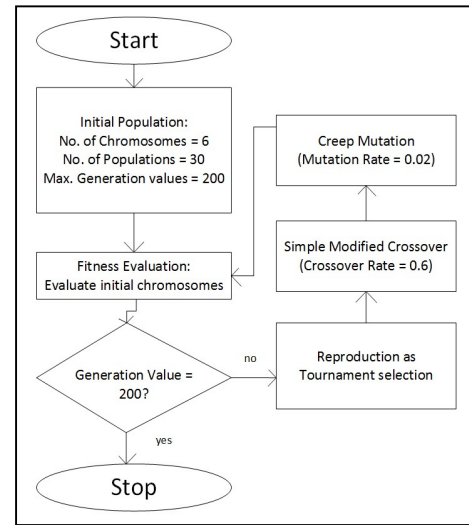 Start
Initial Population:
No. of Chromosomes = 6
No. of Populations = 30
Max. Generation values = 200
Fitness Evaluation:
Evaluate initial chromosomes
Generation Value =
200?
yes
no
Stop
Reproduction as
Tournament selection
Simple Modified Crossover
(Crossover Rate = 0.6)
Creep Mutation
(Mutation Rate = 0.02)